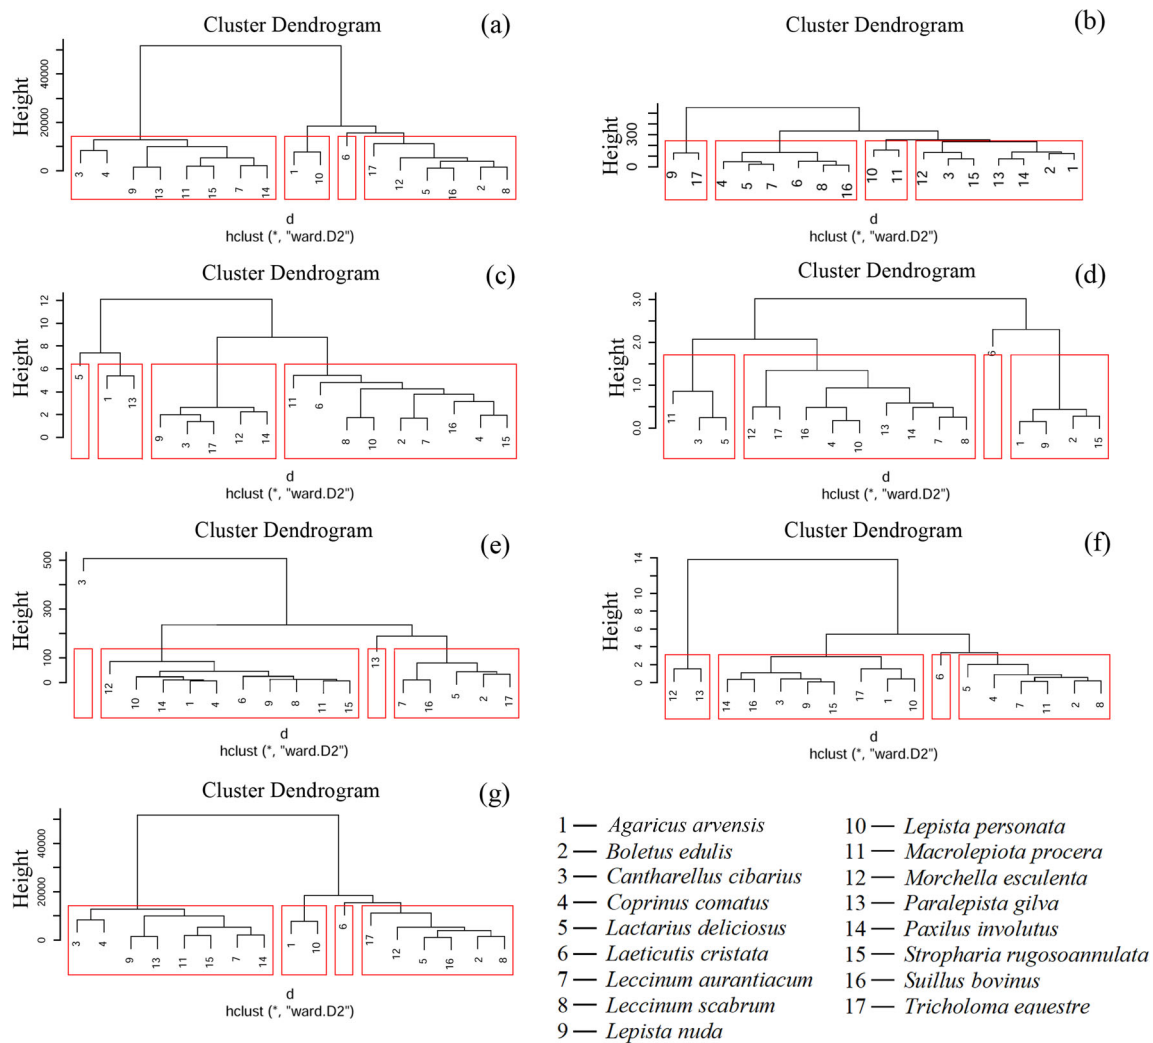 Cluster Dendrogram (a)
Height
0 20000 40000
3 4 9 13 11 15 7 14 1 10 6 17 12 5 16 2 8
d
hclust (*, "ward.D2")
Cluster Dendrogram (b)
Height
0 300
9 17 4 5 7 6 8 16 10 11 12 3 15 13 14 2 1
d
hclust (*, "ward.D2")
Cluster Dendrogram (c)
Height
0 2 4 6 8 10 12
5 1 13 9 3 17 12 14 11 6 8 10 2 7 16 4 15
d
hclust (*, "ward.D2")
Cluster Dendrogram (d)
Height
0.0 1.0 2.0 3.0
11 3 5 12 17 16 4 10 13 14 7 8 6 1 9 2 15
d
hclust (*, "ward.D2")
Cluster Dendrogram (e)
Height
0 100 300 500
3 12 10 14 1 4 6 9 8 11 15 13 7 16 5 2 17
d
hclust (*, "ward.D2")
Cluster Dendrogram (f)
Height
0 2 4 6 8 10 14
12 13 14 16 3 9 15 17 1 10 6 5 4 7 11 2 8
d
hclust (*, "ward.D2")
Cluster Dendrogram (g)
Height
0 20000 40000
3 4 9 13 11 15 7 14 1 10 6 17 12 5 16 2 8
d
hclust (*, "ward.D2")
1 — Agaricus arvensis
2 — Boletus edulis
3 — Cantharellus cibarius
4 — Coprinus comatus
5 — Lactarius deliciosus
6 — Laeticutis cristata
7 — Leccinum aurantiacum
8 — Leccinum scabrum
9 — Lepista nuda
10 — Lepista personata
11 — Macrolepiota procera
12 — Morchella esculenta
13 — Paralepista gilva
14 — Paxilus involutus
15 — Stropharia rugosoannulata
16 — Suillus bovinus
17 — Tricholoma equestre